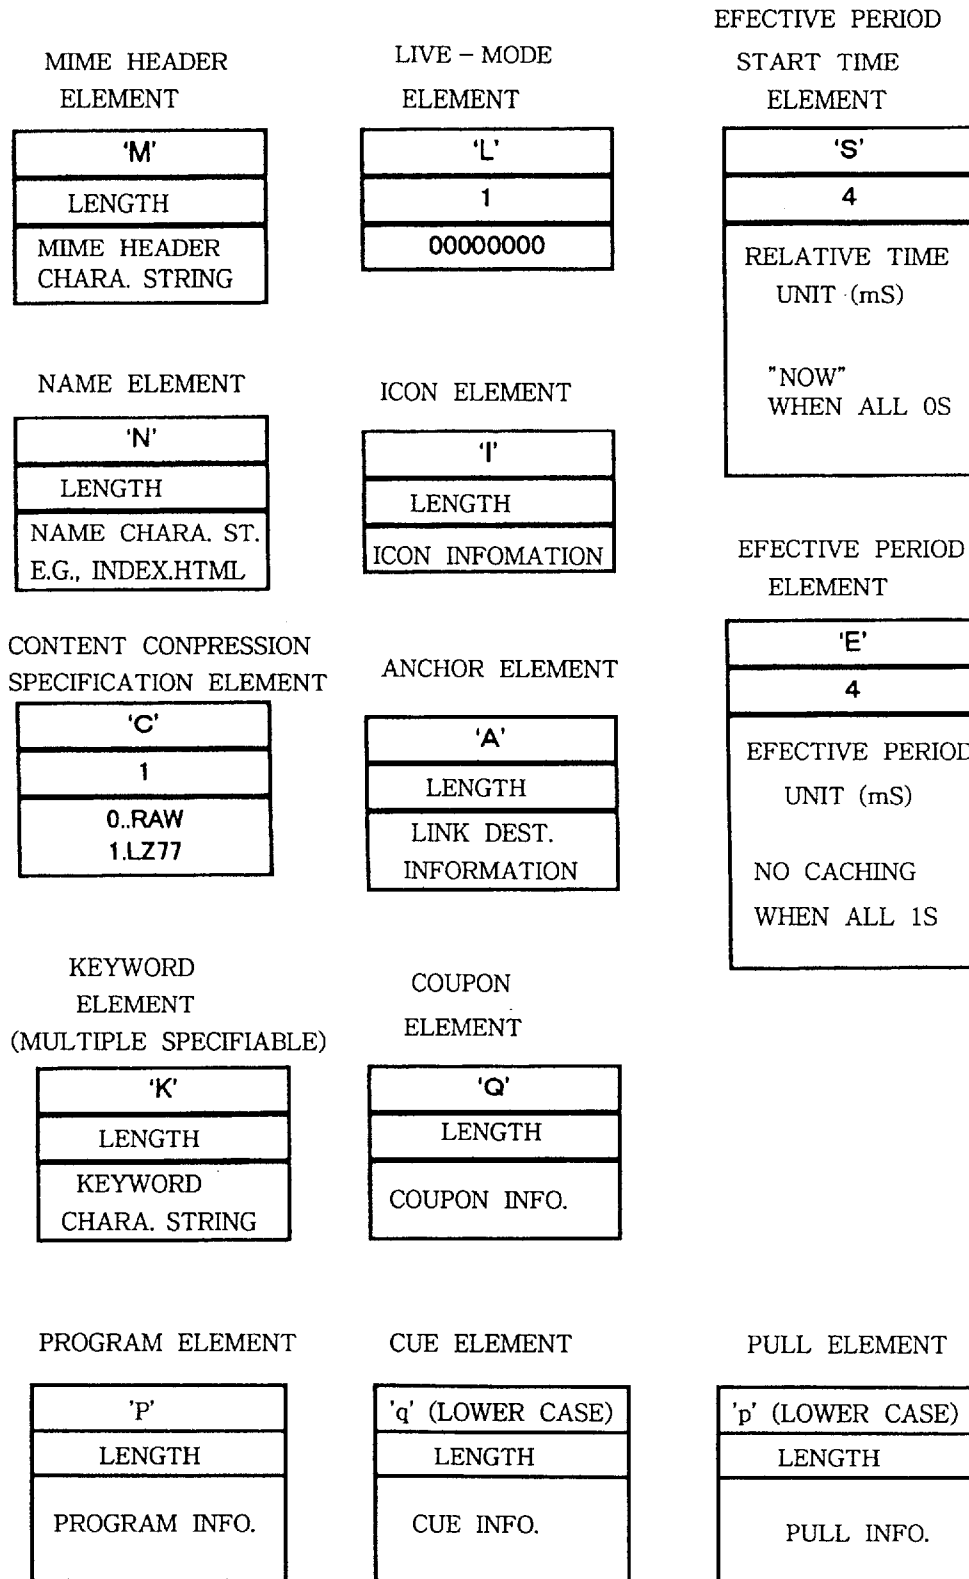 MIME HEADER
ELEMENT
'M'
LENGTH
MIME HEADER
CHARA. STRING
LIVE – MODE
ELEMENT
'L'
1
00000000
EFECTIVE PERIOD
START TIME
ELEMENT
'S'
4
RELATIVE TIME
UNIT (mS)
"NOW"
WHEN ALL 0S
NAME ELEMENT
'N'
LENGTH
NAME CHARA. ST.
E.G., INDEX.HTML
ICON ELEMENT
'I'
LENGTH
ICON INFOMATION
EFECTIVE PERIOD
ELEMENT
'E'
4
EFECTIVE PERIOD
UNIT (mS)
NO CACHING
WHEN ALL 1S
CONTENT CONPRESSION
SPECIFICATION ELEMENT
'C'
1
0..RAW
1.LZ77
ANCHOR ELEMENT
'A'
LENGTH
LINK DEST.
INFORMATION
KEYWORD
ELEMENT
(MULTIPLE SPECIFIABLE)
'K'
LENGTH
KEYWORD
CHARA. STRING
COUPON
ELEMENT
'Q'
LENGTH
COUPON INFO.
PROGRAM ELEMENT
'P'
LENGTH
PROGRAM INFO.
CUE ELEMENT
'q' (LOWER CASE)
LENGTH
CUE INFO.
PULL ELEMENT
'p' (LOWER CASE)
LENGTH
PULL INFO.